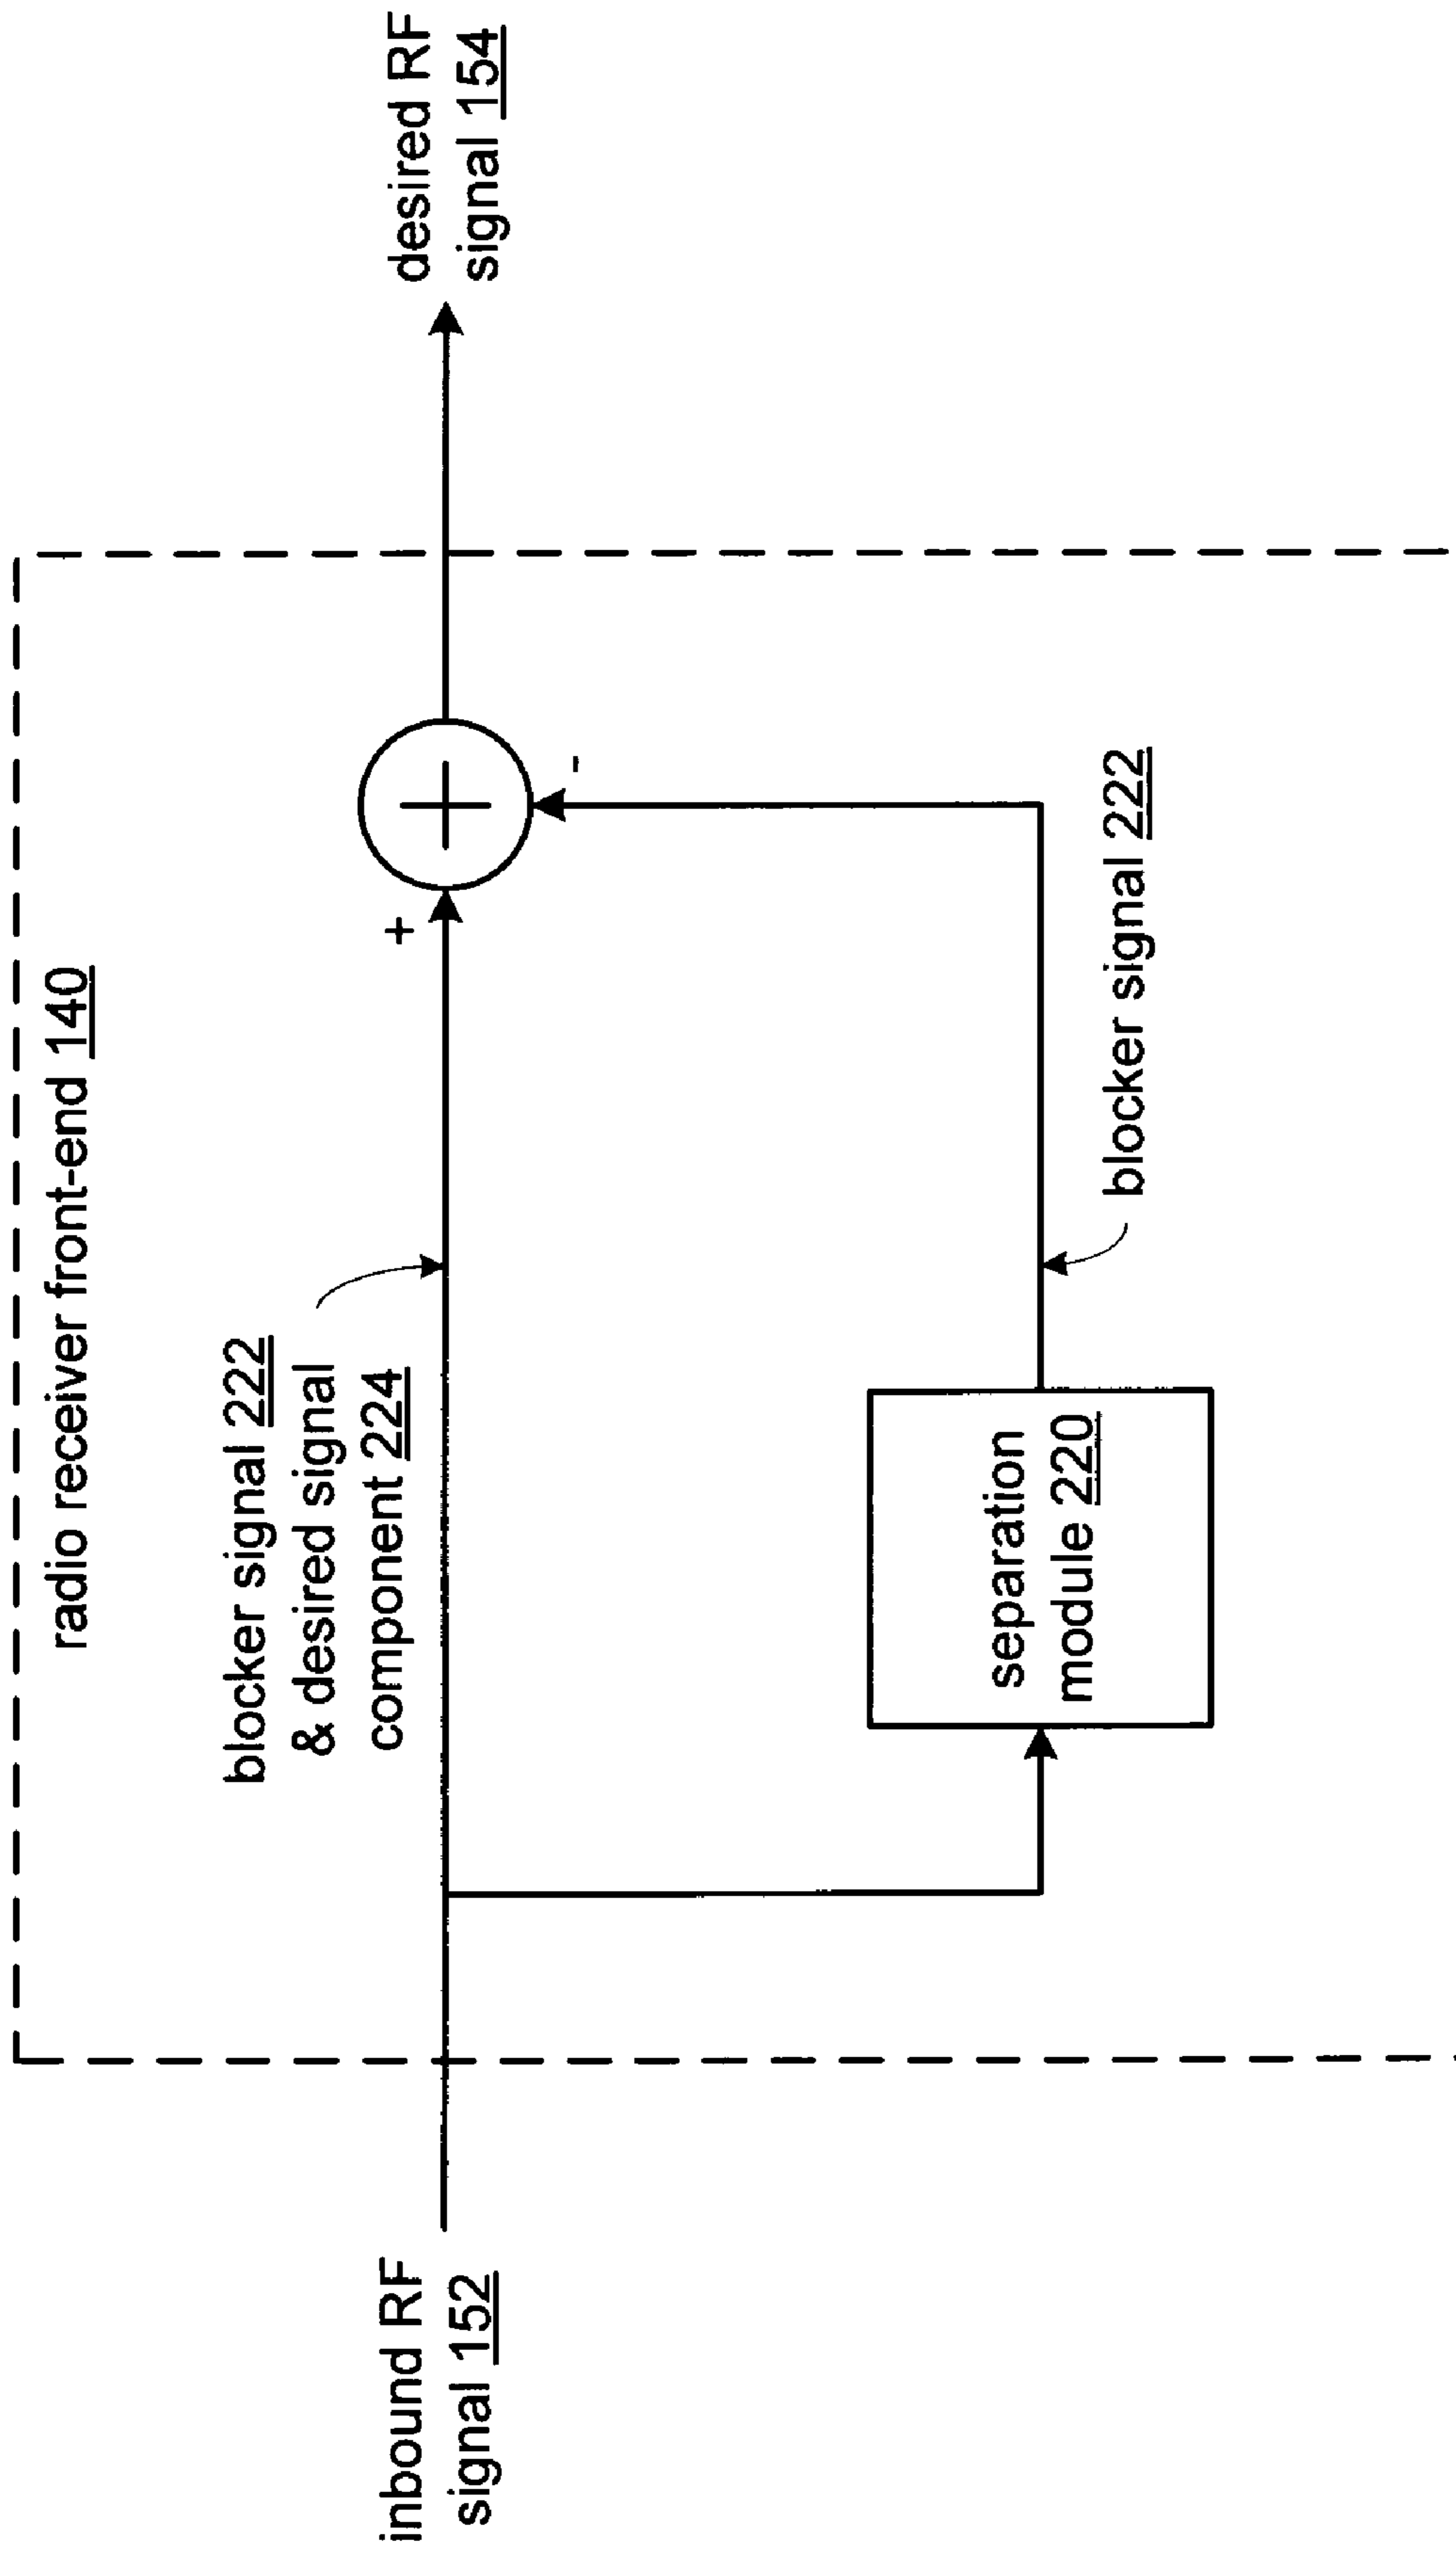 radio receiver front-end 140
blocker signal 222
& desired signal
component 224
+
-
inbound RF
signal 152
desired RF
signal 154
separation
module 220
blocker signal 222